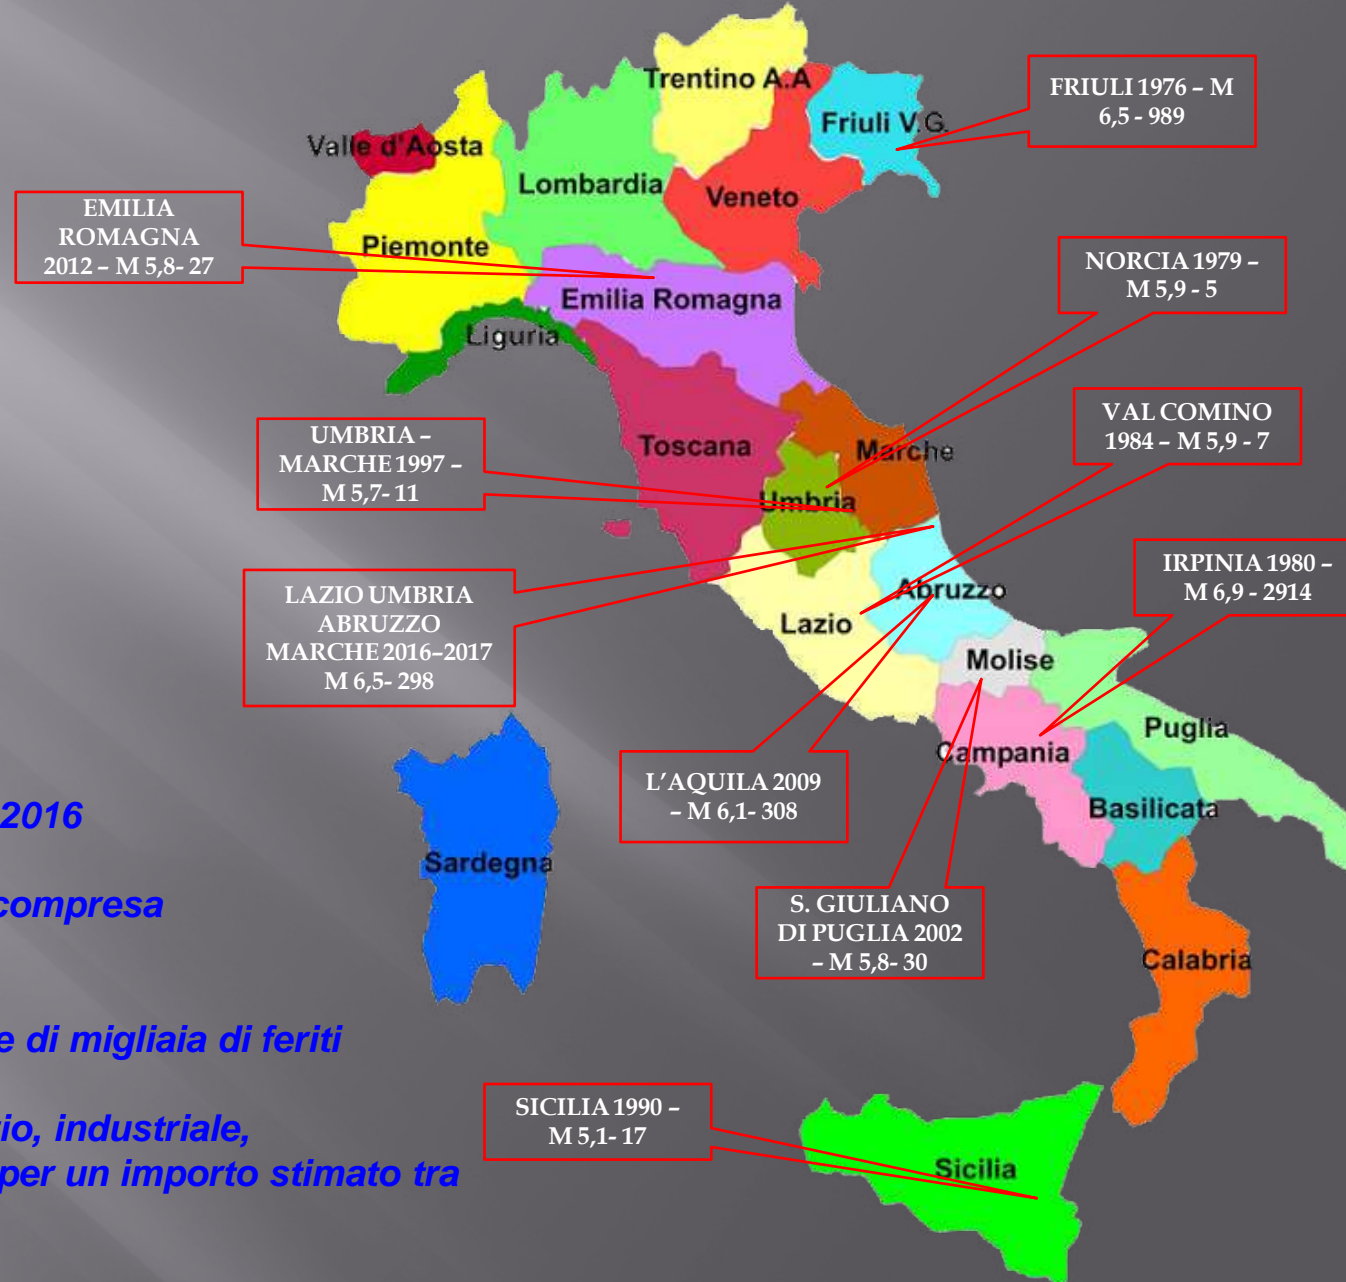 Trentino A.A
FRIULI 1976 – M
6,5 - 989
Friuli V.G.
Valle d'Aosta
Lombardia
Veneto
EMILIA
ROMAGNA
2012 – M 5,8- 27
Piemonte
NORCIA 1979 –
M 5,9 - 5
Emilia Romagna
Liguria
VAL COMINO
1984 – M 5,9 - 7
UMBRIA –
MARCHE 1997 –
M 5,7- 11
Toscana
Marche
Umbria
IRPINIA 1980 –
M 6,9 - 2914
LAZIO UMBRIA
ABRUZZO
MARCHE 2016–2017
M 6,5- 298
Abruzzo
Lazio
Molise
Puglia
Campania
L'AQUILA 2009
– M 6,1- 308
Basilicata
2016
Sardegna
compresa
S. GIULIANO
DI PUGLIA 2002
– M 5,8- 30
Calabria
e di migliaia di feriti
SICILIA 1990 –
M 5,1- 17
io, industriale,
per un importo stimato tra
Sicilia